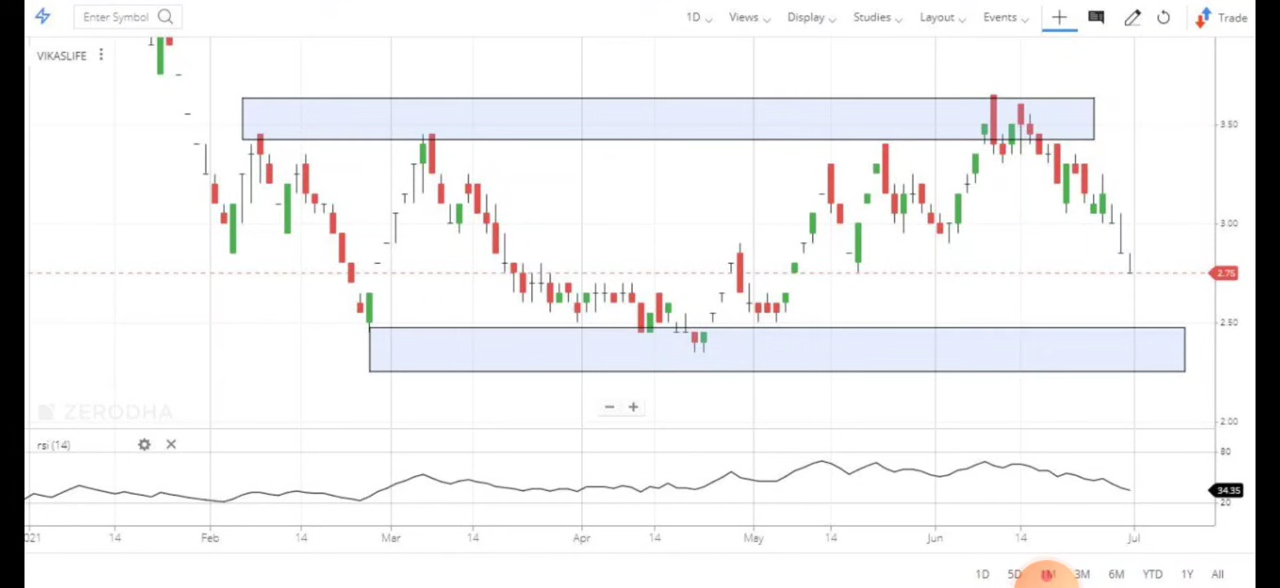 Enter Symbol 1D Views Display Studies Layout Events Trade
VIKASLIFE
3.50
3.00
2.75
2.50
ZERODHA
2.00
rsi (14)
80
34.35
20
2021 14 Feb 14 Mar 14 Apr 14 May 14 Jun 14 Jul
1D 5D 1M 3M 6M YTD 1Y All